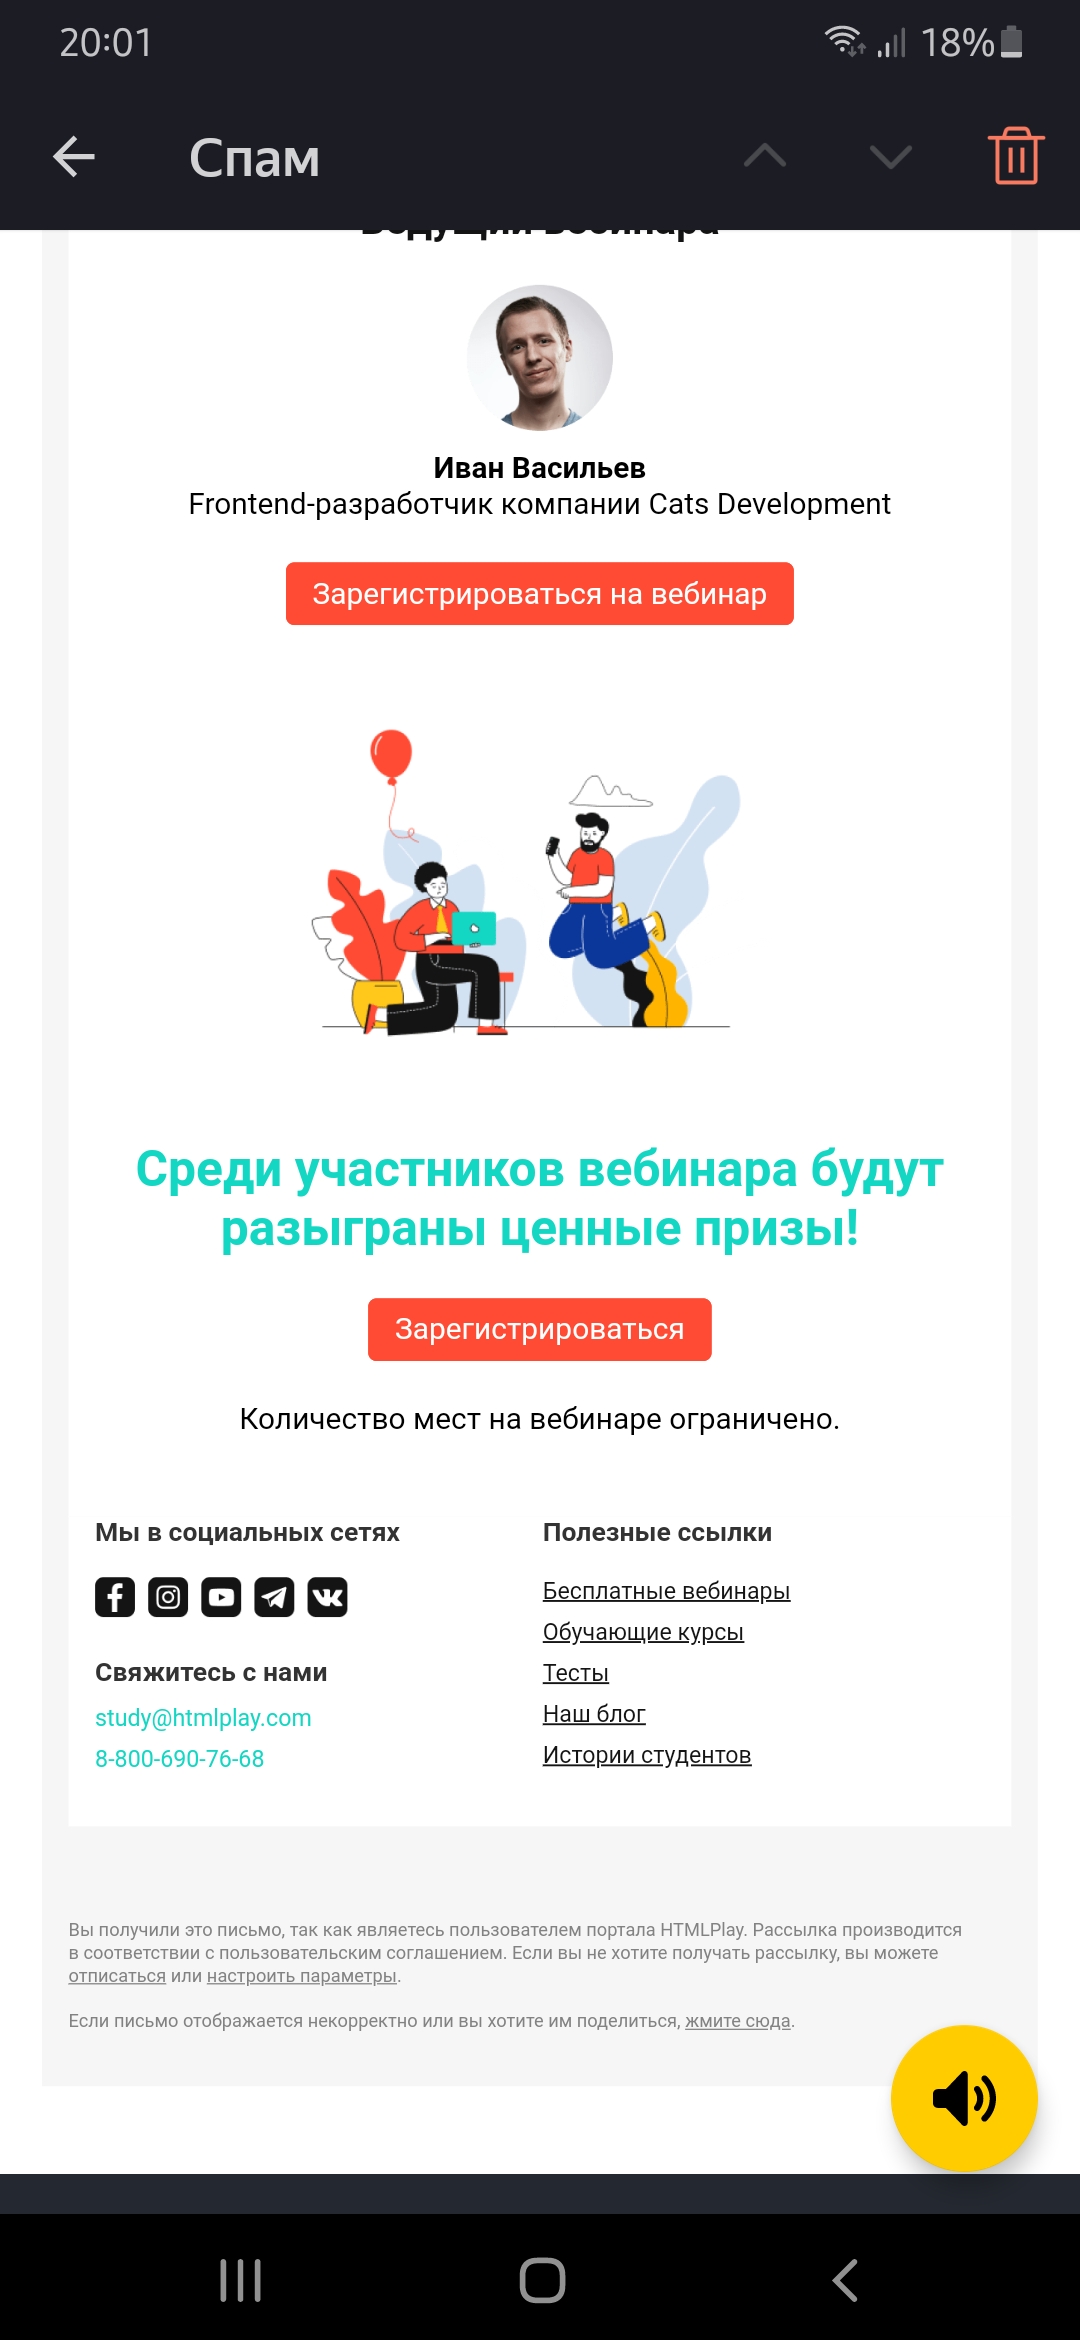 20:01
18%
Спам
Ведущий вебинара
Иван Васильев
Frontend-разработчик компании Cats Development
Зарегистрироваться на вебинар
Среди участников вебинара будут
разыграны ценные призы!
Зарегистрироваться
Количество мест на вебинаре ограничено.
Мы в социальных сетях
Свяжитесь с нами
study@htmlplay.com
8-800-690-76-68
Полезные ссылки
Бесплатные вебинары
Обучающие курсы
Тесты
Наш блог
Истории студентов
Вы получили это письмо, так как являетесь пользователем портала HTMLPlay. Рассылка производится
в соответствии с пользовательским соглашением. Если вы не хотите получать рассылку, вы можете
отписаться или настроить параметры.
Если письмо отображается некорректно или вы хотите им поделиться, жмите сюда.